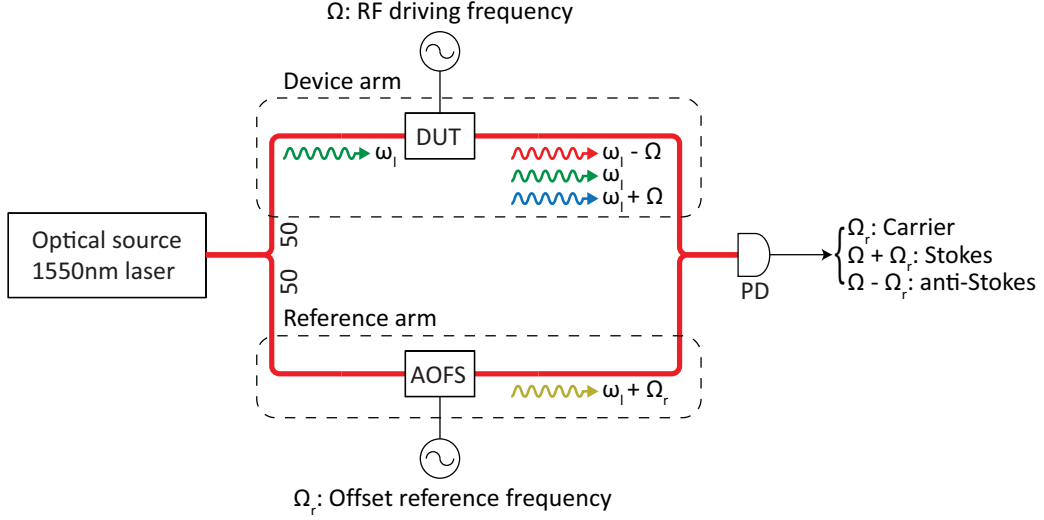 Ω: RF driving frequency
Device arm
DUT
ωl
ωl - Ω
ωl
ωl + Ω
Optical source
1550nm laser
50
50
PD
Ωr: Carrier
Ω + Ωr: Stokes
Ω - Ωr: anti-Stokes
Reference arm
AOFS
ωl + Ωr
Ωr: Offset reference frequency